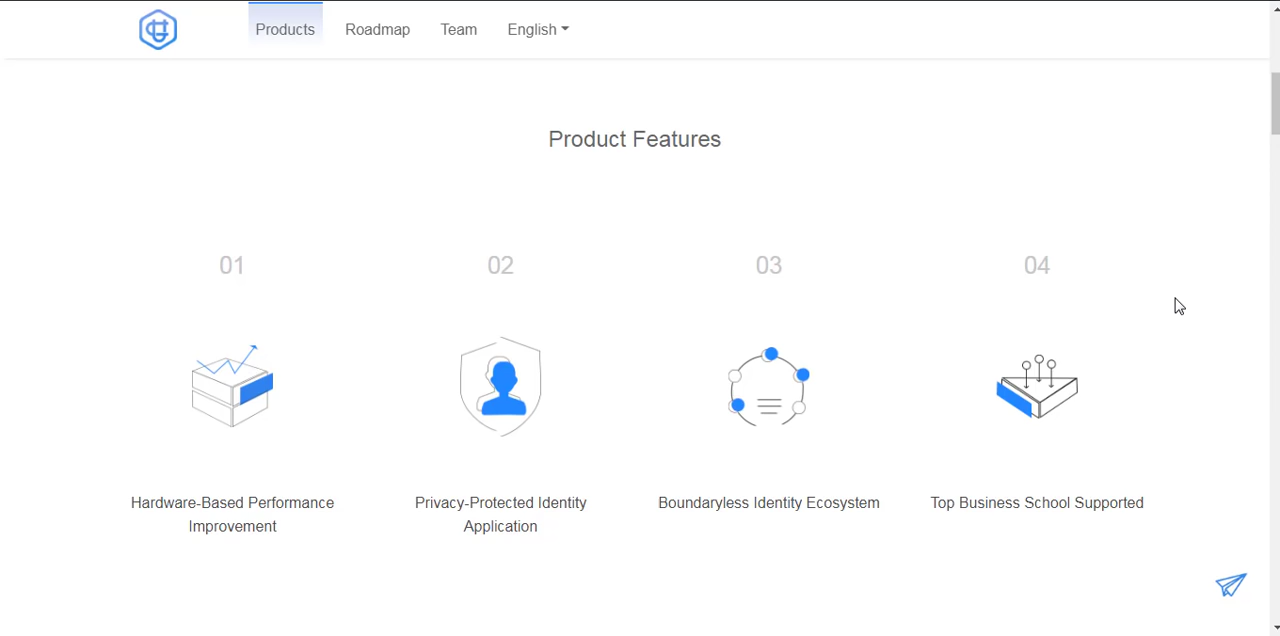 Products
Roadmap
Team
English
Product Features
01
02
03
04
Hardware-Based Performance
Improvement
Privacy-Protected Identity
Application
Boundaryless Identity Ecosystem
Top Business School Supported